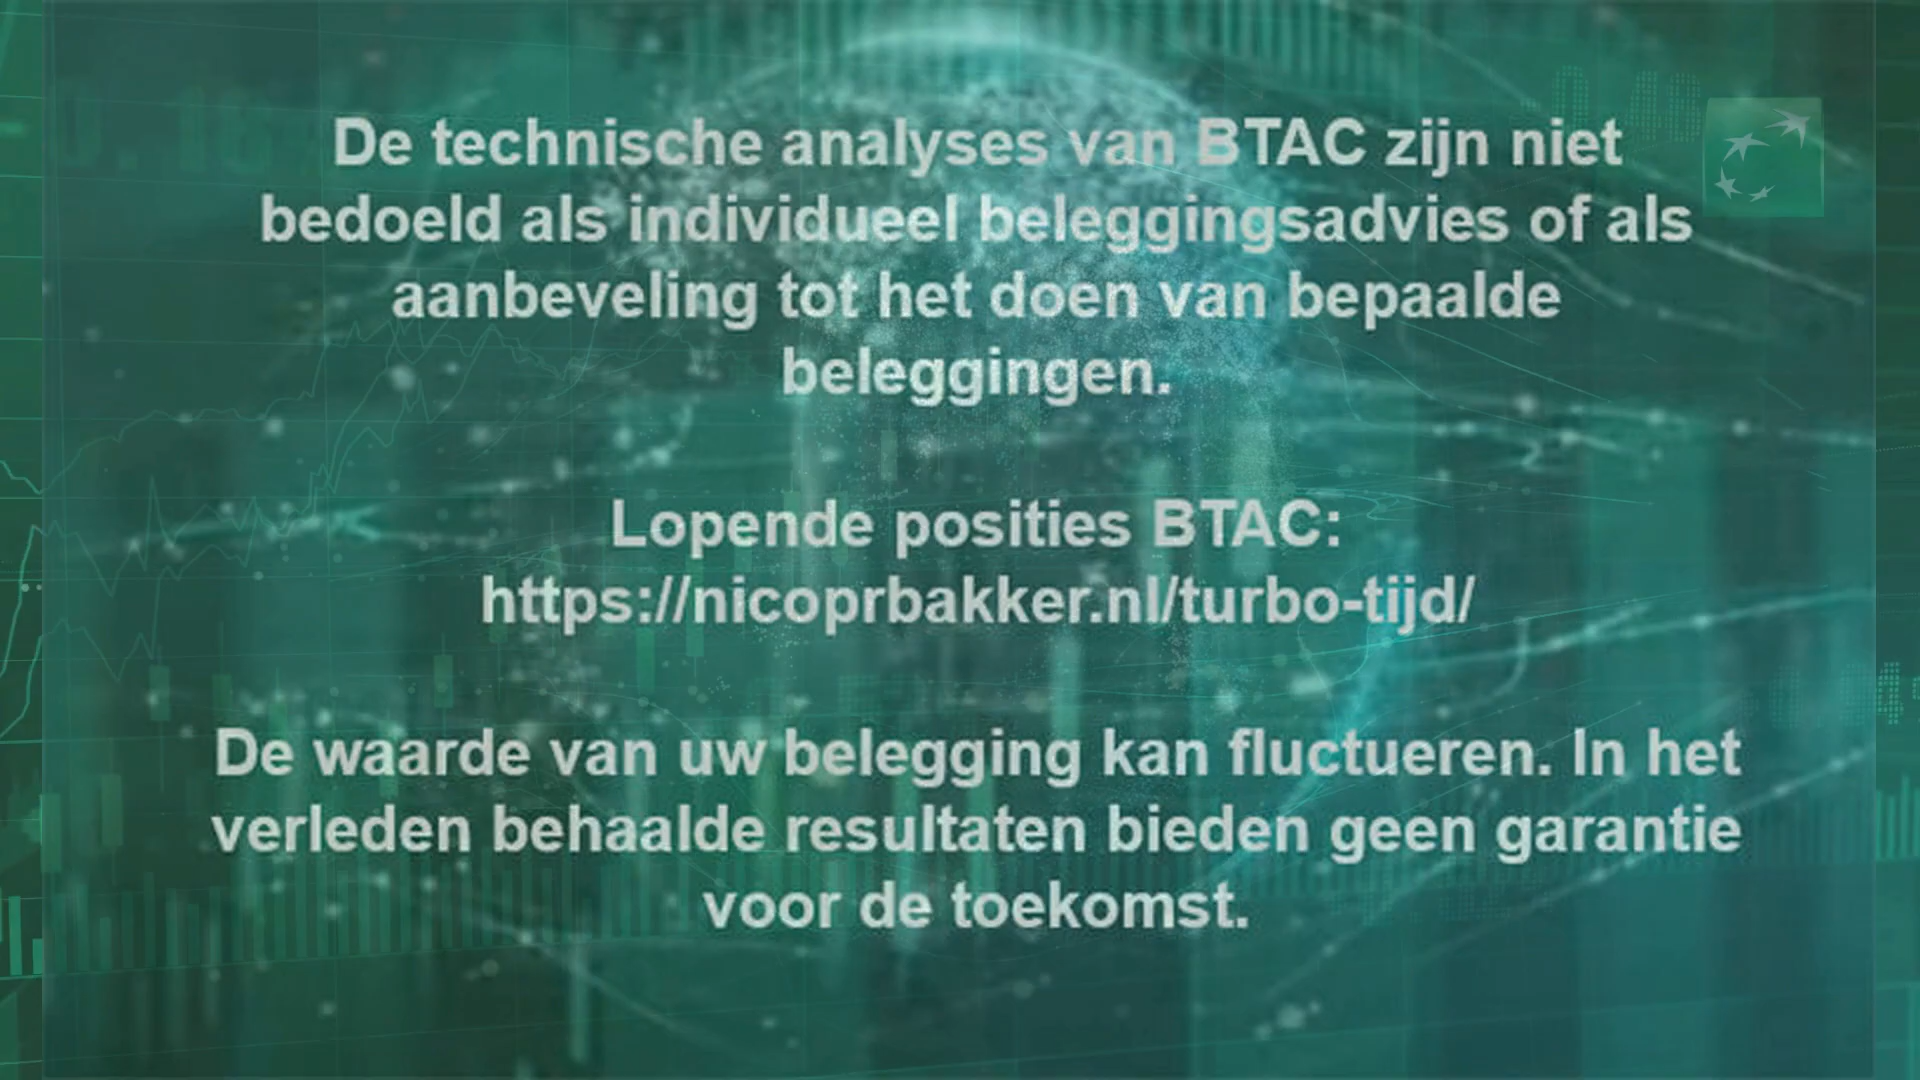 De technische analyses van BTAC zijn niet
bedoeld als individueel beleggingsadvies of als
aanbeveling tot het doen van bepaalde
beleggingen.
Lopende posities BTAC:
https://nicoprbakker.nl/turbo-tijd/
De waarde van uw belegging kan fluctueren. In het
verleden behaalde resultaten bieden geen garantie
voor de toekomst.